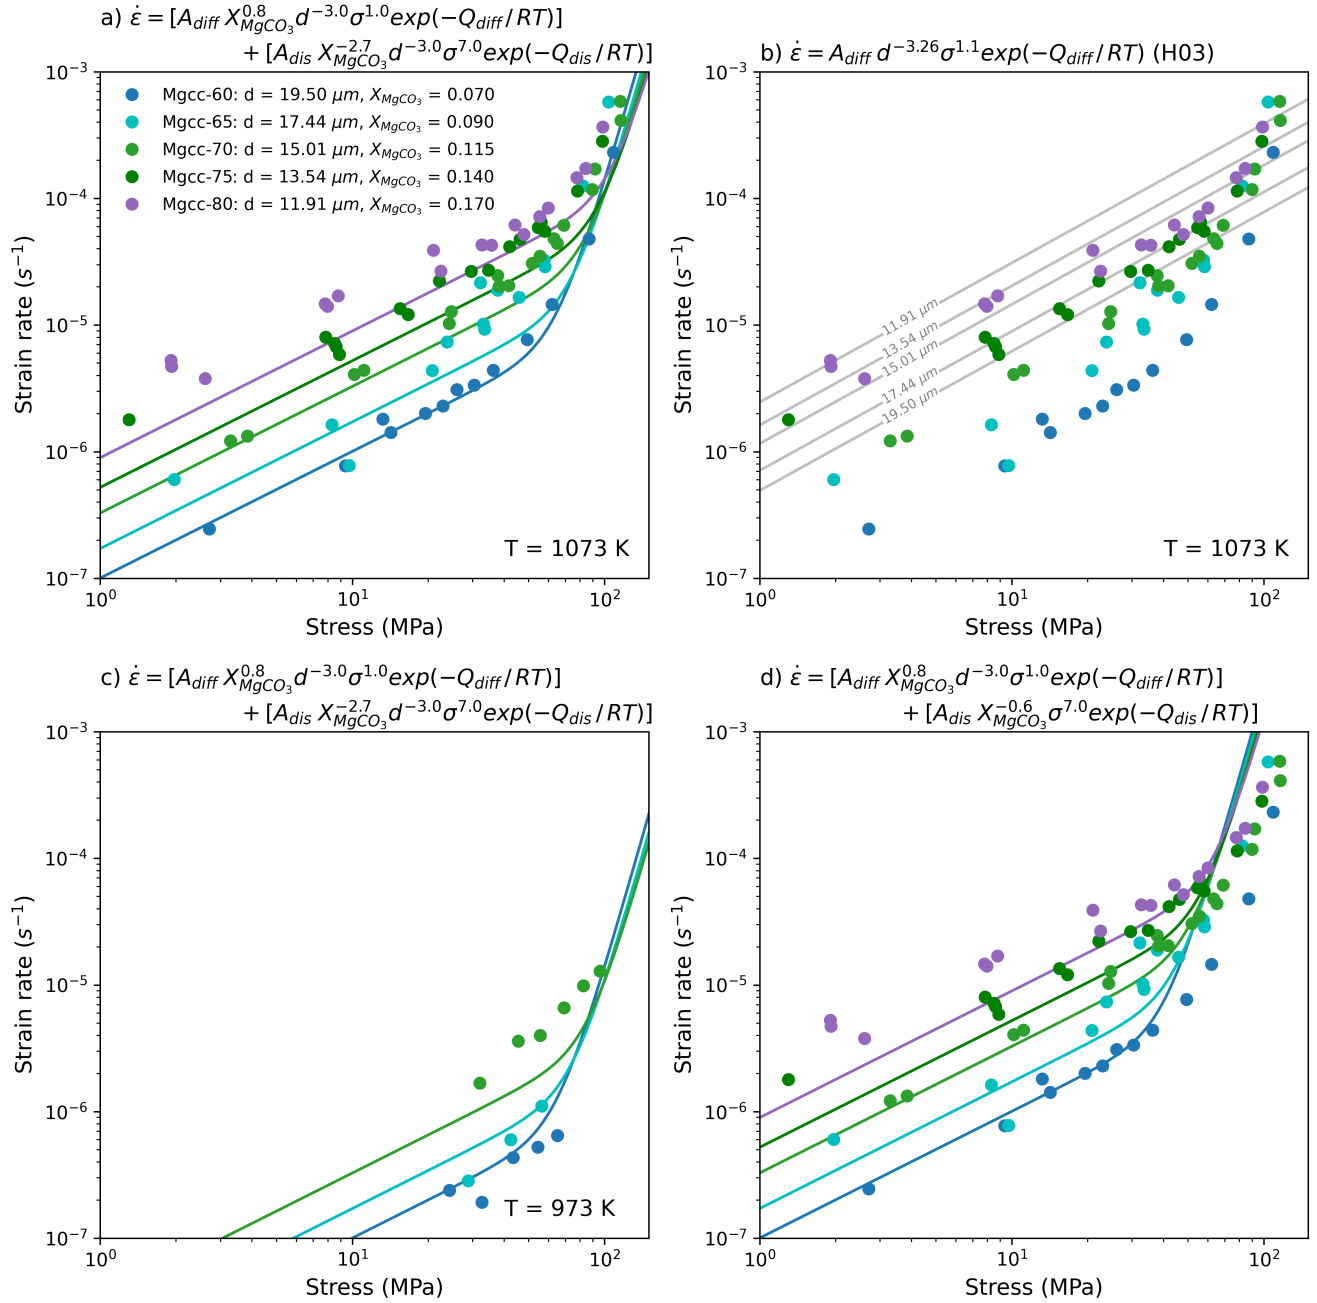 a) ε̇ = [A_diff X_MgCO₃^0.8 d^−3.0 σ^1.0 exp(−Q_diff/RT)]
+ [A_dis X_MgCO₃^−2.7 d^−3.0 σ^7.0 exp(−Q_dis/RT)]
10^−3
10^−4
10^−5
10^−6
10^−7
Strain rate (s^−1)
Mgcc-60: d = 19.50 μm, X_MgCO₃ = 0.070
Mgcc-65: d = 17.44 μm, X_MgCO₃ = 0.090
Mgcc-70: d = 15.01 μm, X_MgCO₃ = 0.115
Mgcc-75: d = 13.54 μm, X_MgCO₃ = 0.140
Mgcc-80: d = 11.91 μm, X_MgCO₃ = 0.170
T = 1073 K
10^0 10^1 10^2
Stress (MPa)
b) ε̇ = A_diff d^−3.26 σ^1.1 exp(−Q_diff/RT) (H03)
10^−3
10^−4
10^−5
10^−6
10^−7
Strain rate (s^−1)
11.91 μm
13.54 μm
15.01 μm
17.44 μm
19.50 μm
T = 1073 K
10^0 10^1 10^2
Stress (MPa)
c) ε̇ = [A_diff X_MgCO₃^0.8 d^−3.0 σ^1.0 exp(−Q_diff/RT)]
+ [A_dis X_MgCO₃^−2.7 d^−3.0 σ^7.0 exp(−Q_dis/RT)]
10^−3
10^−4
10^−5
10^−6
10^−7
Strain rate (s^−1)
T = 973 K
10^0 10^1 10^2
Stress (MPa)
d) ε̇ = [A_diff X_MgCO₃^0.8 d^−3.0 σ^1.0 exp(−Q_diff/RT)]
+ [A_dis X_MgCO₃^−0.6 σ^7.0 exp(−Q_dis/RT)]
10^−3
10^−4
10^−5
10^−6
10^−7
Strain rate (s^−1)
10^0 10^1 10^2
Stress (MPa)